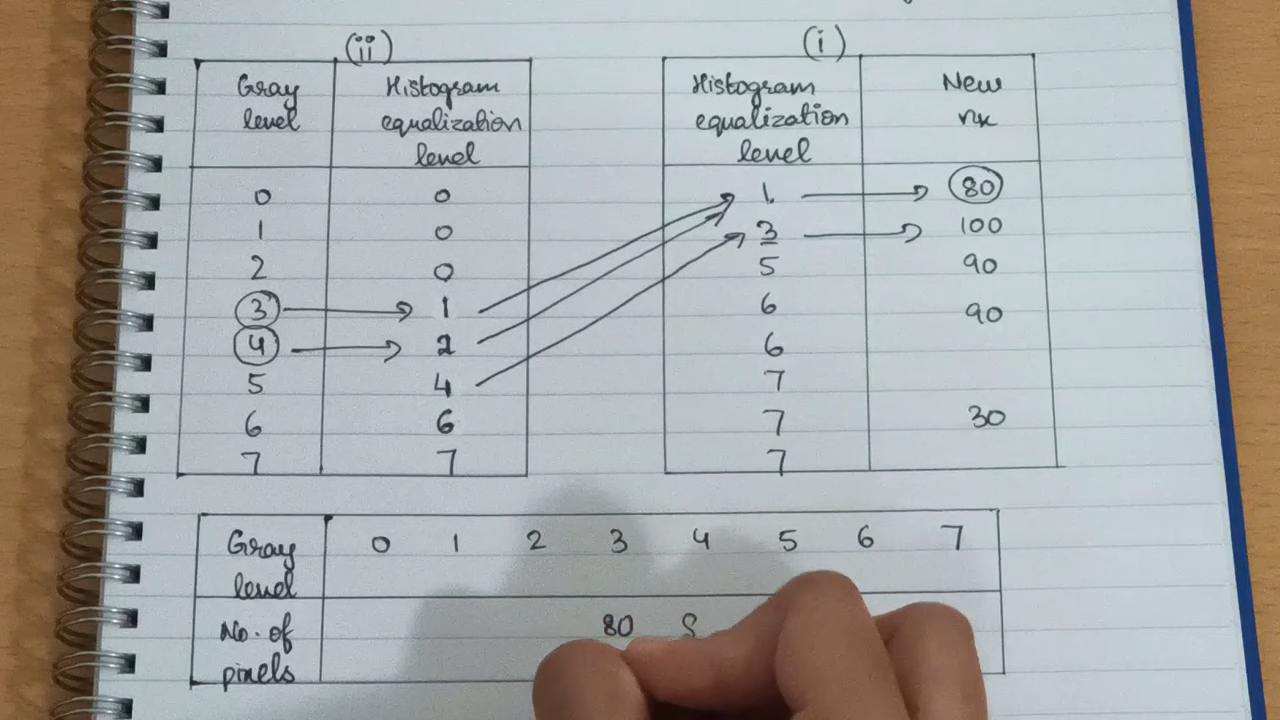 (ii)
Gray level
Histogram equalization level
0 0
1 0
2 0
3 1
4 2
5 4
6 6
7 7
(i)
Histogram equalization level
New nk
1 80
3 100
5 90
6 90
6
7
7 30
7
Gray level 0 1 2 3 4 5 6 7
No. of pixels 80